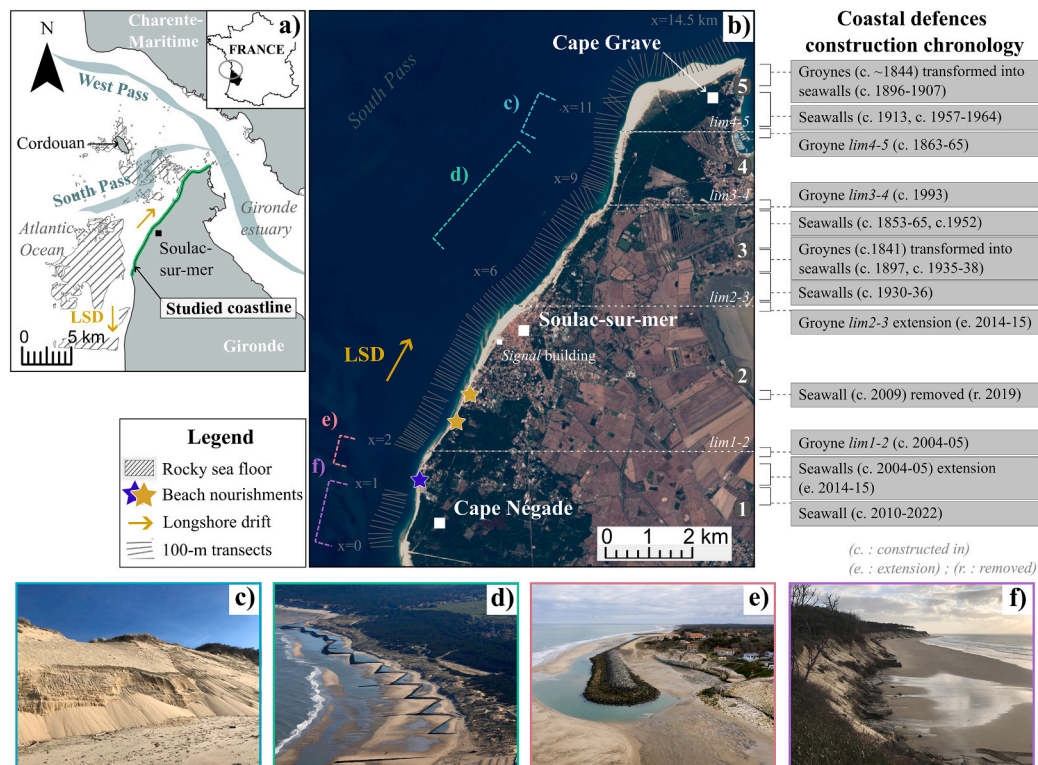 Charente-
Maritime
a)
FRANCE
N
West Pass
Cordouan
South Pass
Atlantic
Ocean
Gironde
estuary
Soulac-
sur-mer
Studied coastline
LSD
0 5 km
Gironde
Legend
Rocky sea floor
Beach nourishments
Longshore drift
100-m transects
x=14.5 km
b)
Cape Grave
South Pass
5
c)
x=11
lim4-5
d)
4
x=9
lim3-4
3
x=6
lim2-3
Soulac-sur-mer
Signal building
LSD
2
e)
x=2
lim1-2
f)
x=1
Cape Négade
1
x=0
0 1 2 km
Coastal defences
construction chronology
Groynes (c. ~1844) transformed into
seawalls (c. 1896-1907)
Seawalls (c. 1913, c. 1957-1964)
Groyne lim4-5 (c. 1863-65)
Groyne lim3-4 (c. 1993)
Seawalls (c. 1853-65, c.1952)
Groynes (c.1841) transformed into
seawalls (c. 1897, c. 1935-38)
Seawalls (c. 1930-36)
Groyne lim2-3 extension (e. 2014-15)
Seawall (c. 2009) removed (r. 2019)
Groyne lim1-2 (c. 2004-05)
Seawalls (c. 2004-05) extension
(e. 2014-15)
Seawall (c. 2010-2022)
(c. : constructed in)
(e. : extension) ; (r. : removed)
c)
d)
e)
f)